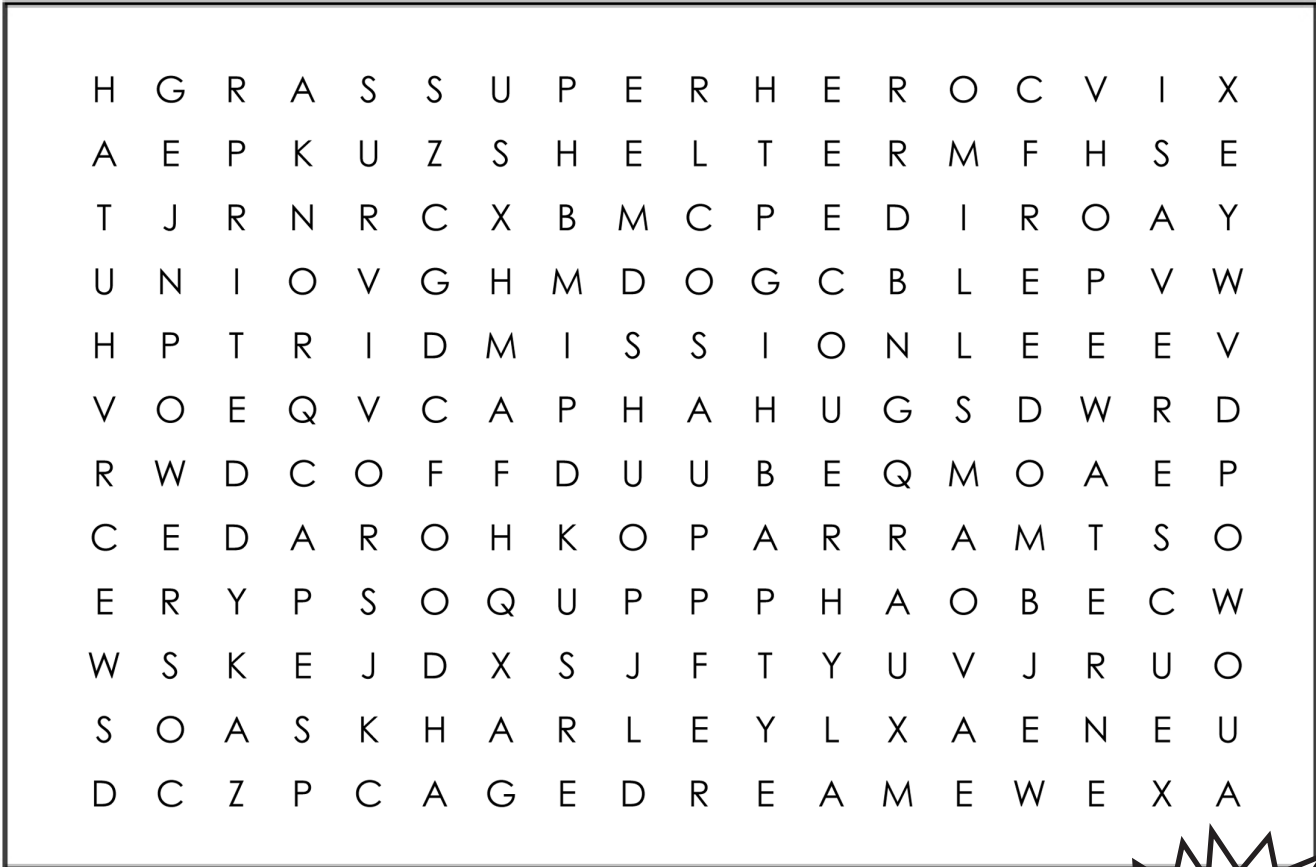 H G R A S S U P E R H E R O C V I X
A E P K U Z S H E L T E R M F H S E
T J R N R C X B M C P E D I R O A Y
U N I O V G H M D O G C B L E P V W
H P T R I D M I S S I O N L E E E V
V O E Q V C A P H A H U G S D W R D
R W D C O F F D U U B E Q M O A E P
C E D A R O H K O P A R R A M T S O
E R Y P S O Q U P P P H A O B E C W
W S K E J D X S J F T Y U V J R U O
S O A S K H A R L E Y L X A E N E U
D C Z P C A G E D R E A M E W E X A